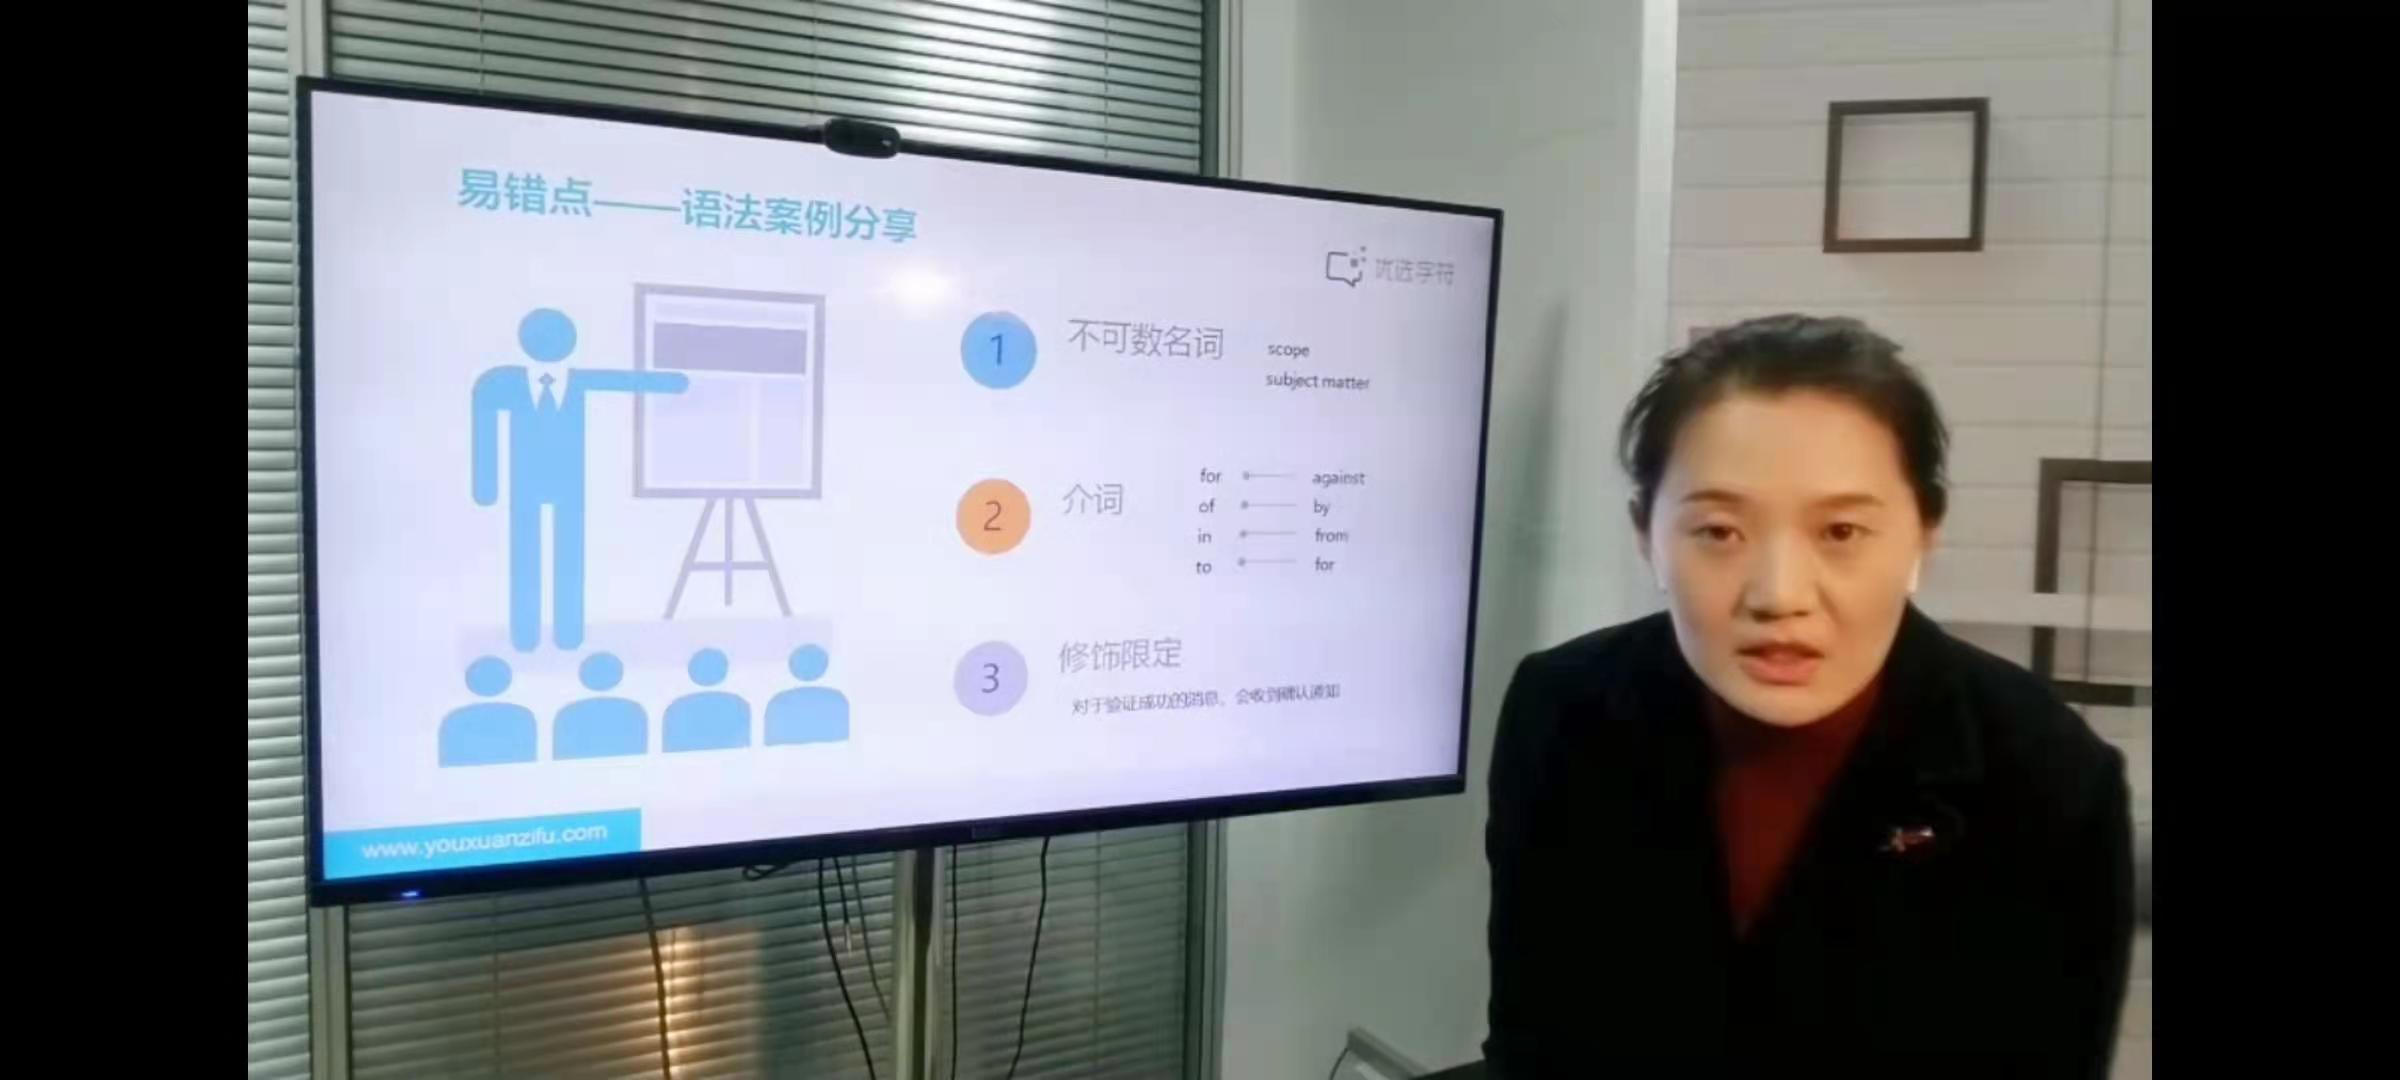 易错点——语法案例分享
优选字符
1 不可数名词 scope
subject matter
2 介词
for against
of by
in from
to for
3 修饰限定
对于验证成功的消息，会收到确认通知
www.youxuanzifu.com